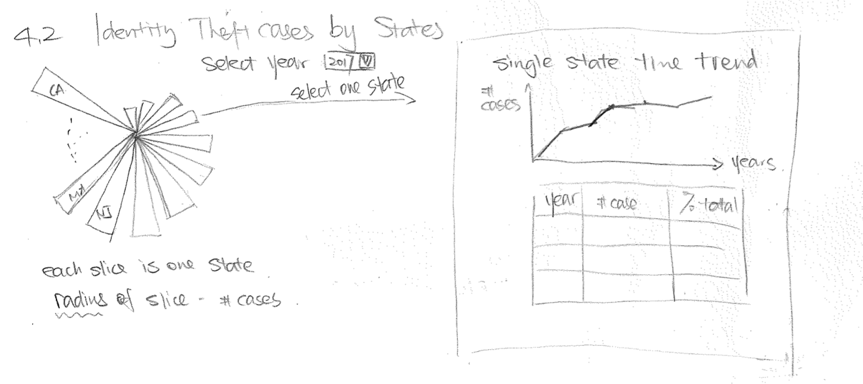 4.2 Identity Theft cases by States
Select Year 2017
select one state
CA
NJ
each slice is one state.
radius of slice - # cases.
Single state time trend
#
cases
years
year # case % total